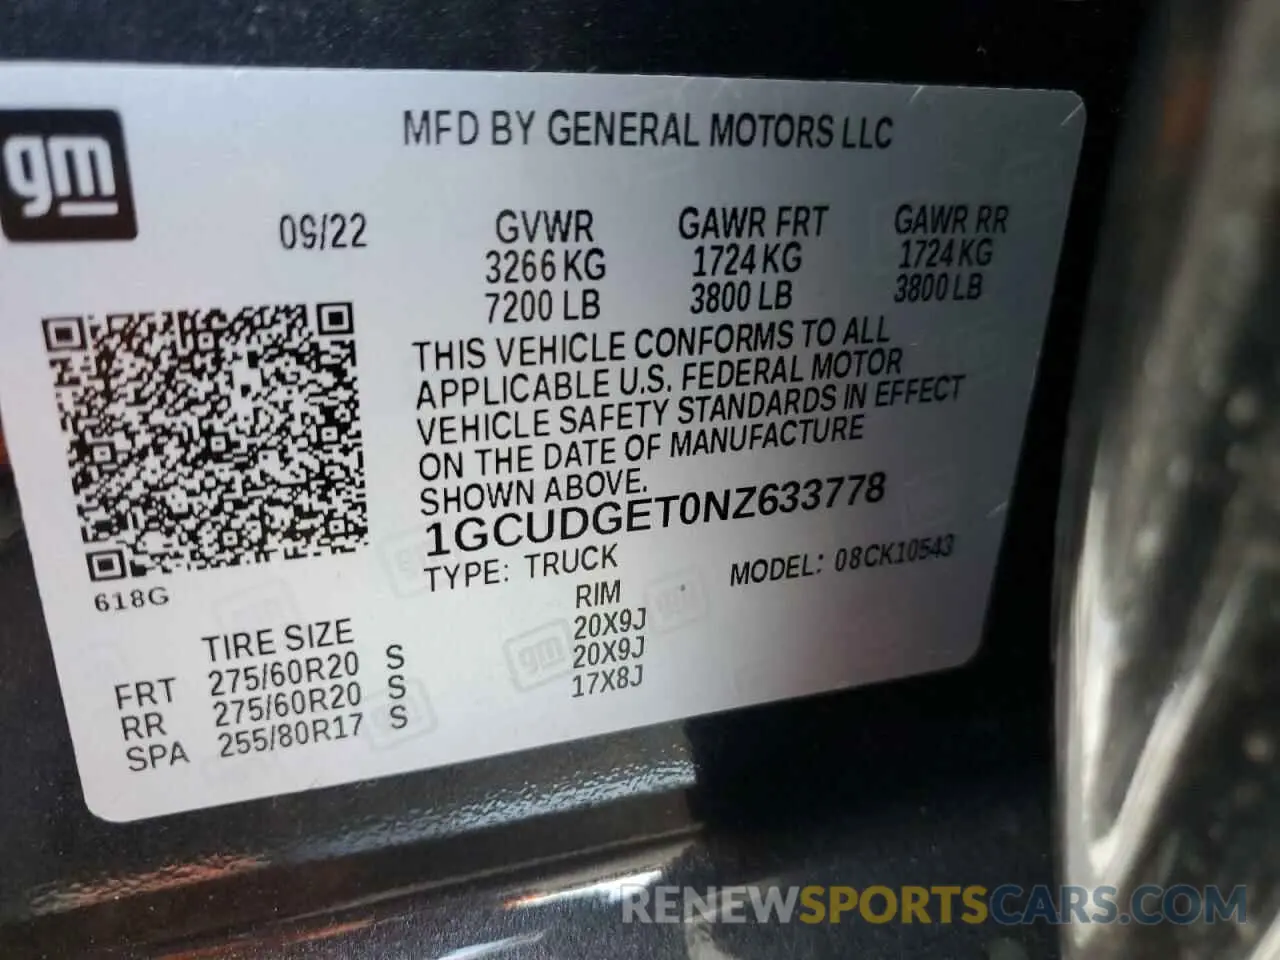 gm
MFD BY GENERAL MOTORS LLC
09/22
GVWR
3266 KG
7200 LB
GAWR FRT
1724 KG
3800 LB
GAWR RR
1724 KG
3800 LB
THIS VEHICLE CONFORMS TO ALL
APPLICABLE U.S. FEDERAL MOTOR
VEHICLE SAFETY STANDARDS IN EFFECT
ON THE DATE OF MANUFACTURE
SHOWN ABOVE.
1GCUDGET0NZ633778
TYPE: TRUCK
MODEL: 08CK10543
618G
TIRE SIZE RIM
FRT 275/60R20 S 20X9J
RR 275/60R20 S 20X9J
SPA 255/80R17 S 17X8J
gm
RENEWSPORTSCARS.COM